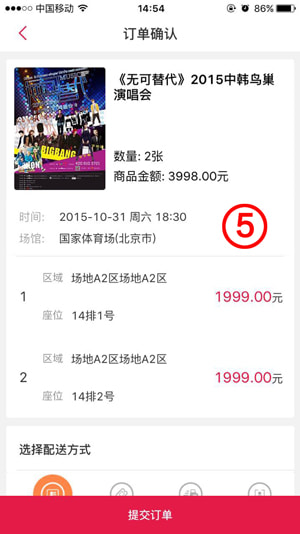 中国移动
14:54
86%
订单确认
《无可替代》2015中韩鸟巢
演唱会
BIGBANG
数量: 2张
商品金额: 3998.00元
时间: 2015-10-31 周六 18:30
场馆: 国家体育场(北京市)
5
区域 场地A2区场地A2区
1 1999.00元
座位 14排1号
区域 场地A2区场地A2区
2 1999.00元
座位 14排2号
选择配送方式
提交订单